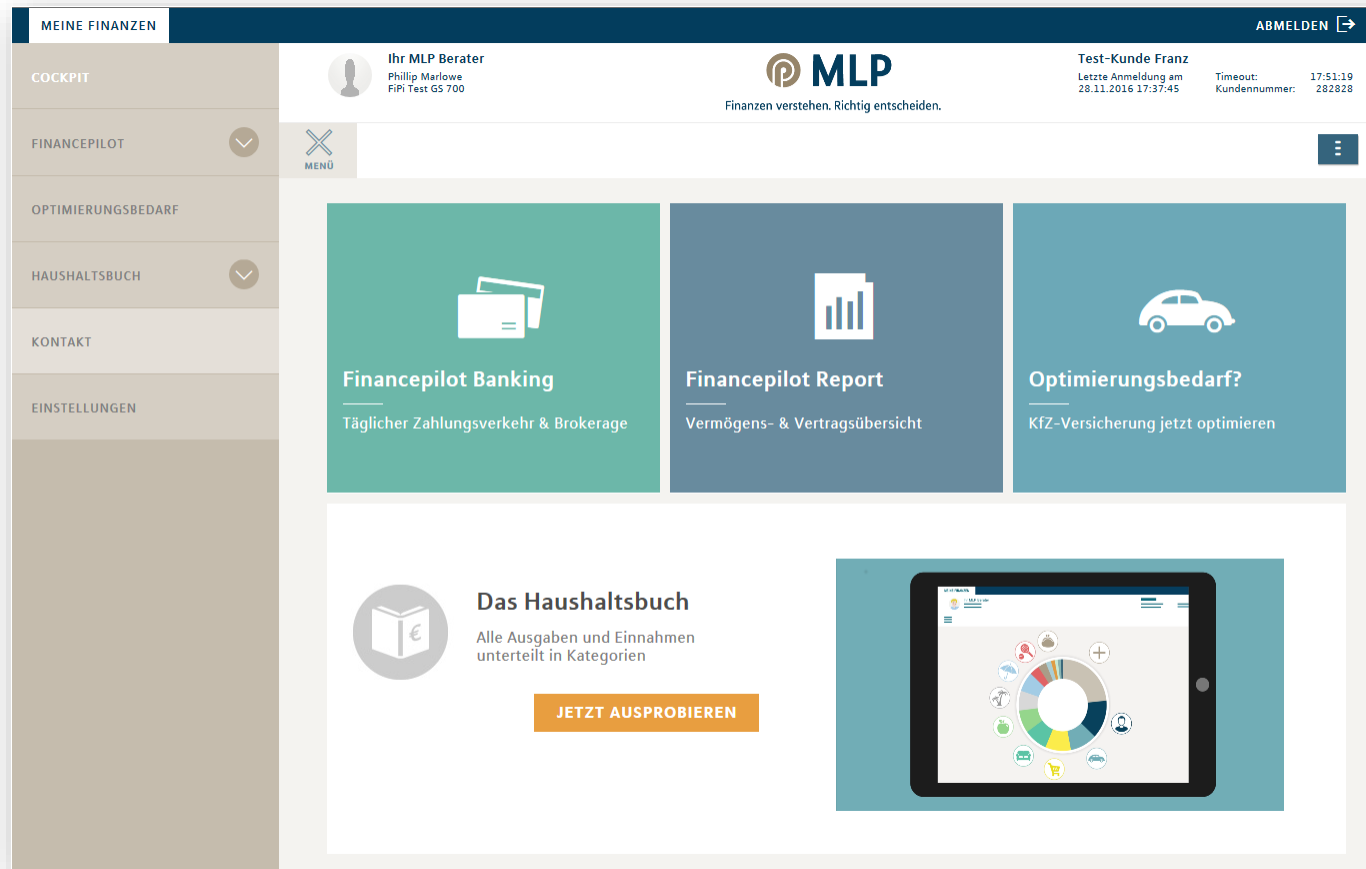 MEINE FINANZEN
ABMELDEN
COCKPIT
FINANCEPILOT
OPTIMIERUNGSBEDARF
HAUSHALTSBUCH
KONTAKT
EINSTELLUNGEN
Ihr MLP Berater
Phillip Marlowe
FiPi Test GS 700
MLP
Finanzen verstehen. Richtig entscheiden.
Test-Kunde Franz
Letzte Anmeldung am
28.11.2016 17:37:45
Timeout: 17:51:19
Kundennummer: 282828
MENÜ
Financepilot Banking
Täglicher Zahlungsverkehr & Brokerage
Financepilot Report
Vermögens- & Vertragsübersicht
Optimierungsbedarf?
KfZ-Versicherung jetzt optimieren
Das Haushaltsbuch
Alle Ausgaben und Einnahmen
unterteilt in Kategorien
JETZT AUSPROBIEREN